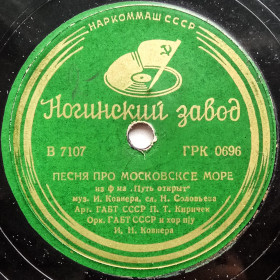 НАРКОММАШ СССР
Ногинский завод
В 7107 ГРК 0696
ПЕСНЯ ПРО МОСКОВСКОЕ МОРЕ
из ф-ма „Путь открыт"
муз. И. Ковнера, сл. Н. Соловьева
Арт. ГАБТ СССР П. Т. Киричек
Орк. ГАБТ СССР и хор п/у
И. Н. Ковнера